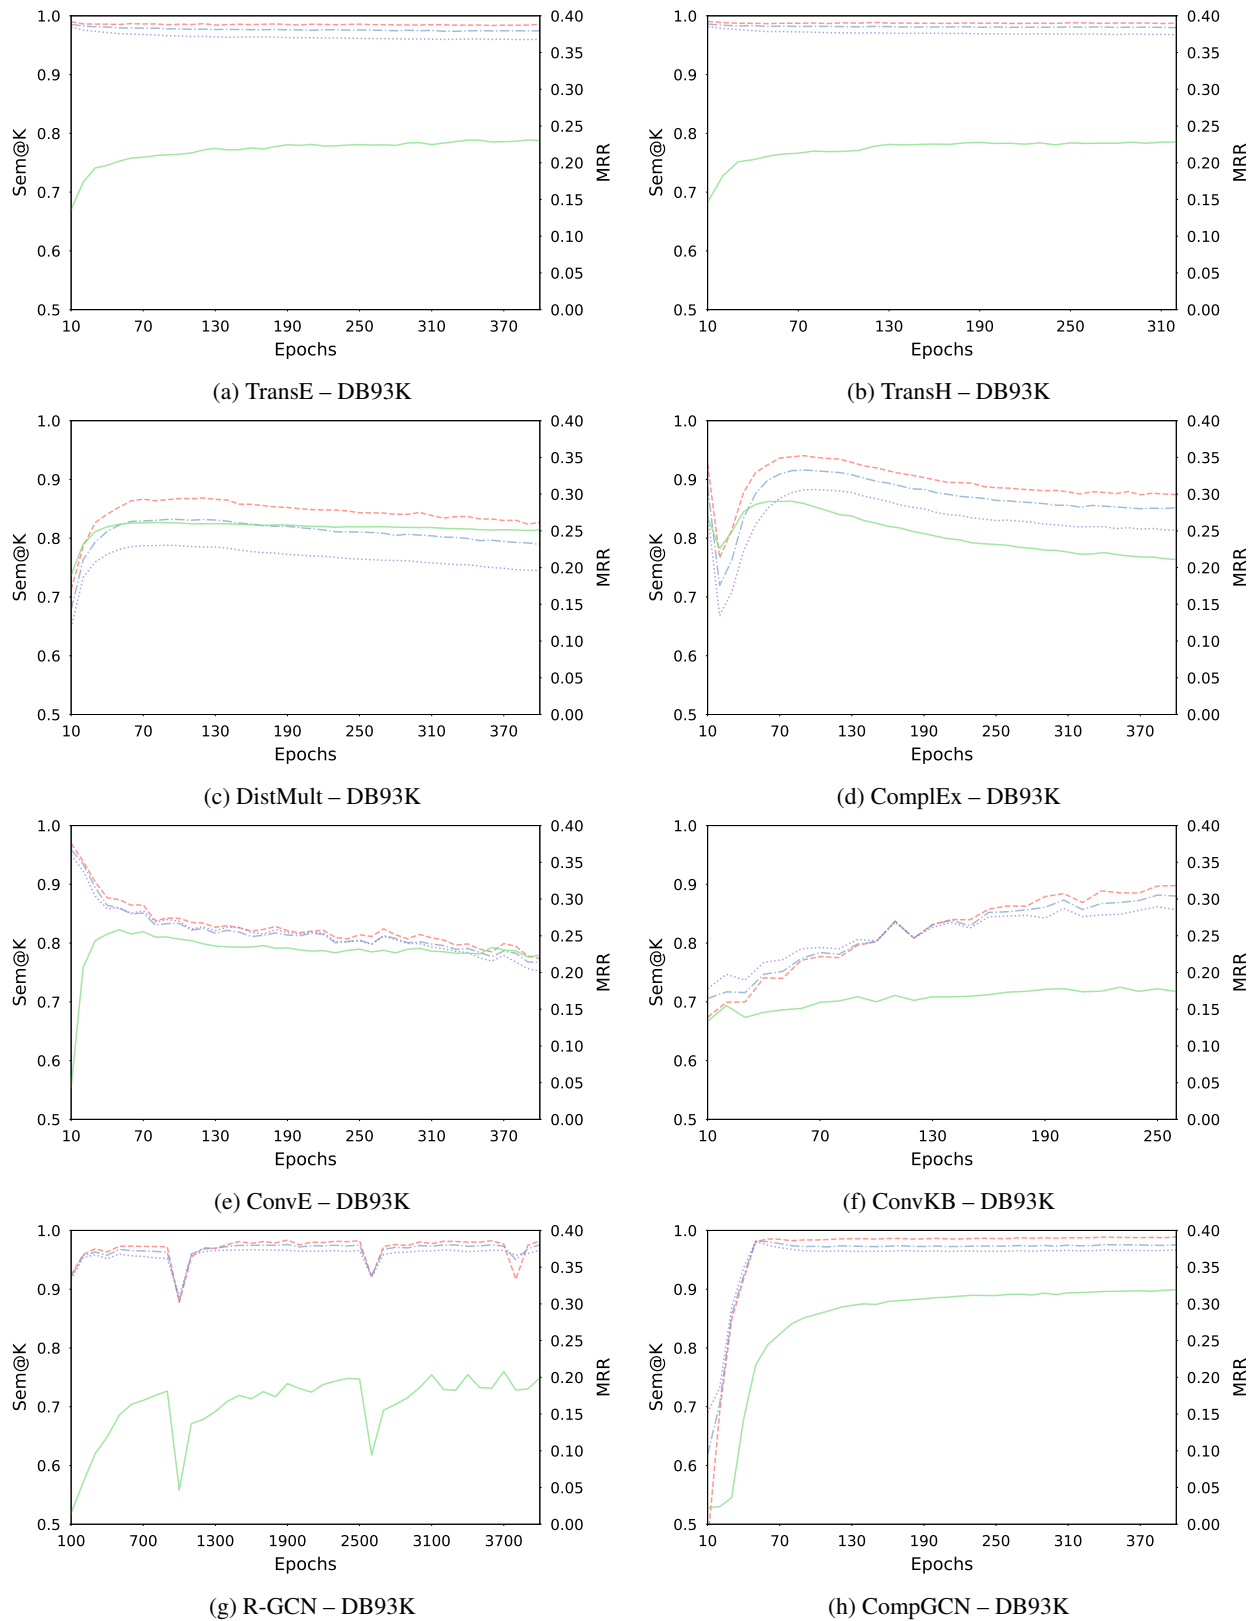 1.0 0.40 1.0 0.40
0.35 0.35
0.9 0.9
0.30 0.30
0.8 0.25 0.8 0.25
Sem@K 0.20 MRR Sem@K 0.20 MRR
0.7 0.15 0.7 0.15
0.10 0.10
0.6 0.6
0.05 0.05
0.5 0.00 0.5 0.00
10 70 130 190 250 310 370 10 70 130 190 250 310
Epochs Epochs
(a) TransE – DB93K (b) TransH – DB93K
1.0 0.40 1.0 0.40
0.35 0.35
0.9 0.9
0.30 0.30
0.8 0.25 0.8 0.25
Sem@K 0.20 MRR Sem@K 0.20 MRR
0.7 0.15 0.7 0.15
0.10 0.10
0.6 0.6
0.05 0.05
0.5 0.00 0.5 0.00
10 70 130 190 250 310 370 10 70 130 190 250 310 370
Epochs Epochs
(c) DistMult – DB93K (d) ComplEx – DB93K
1.0 0.40 1.0 0.40
0.35 0.35
0.9 0.9
0.30 0.30
0.8 0.25 0.8 0.25
Sem@K 0.20 MRR Sem@K 0.20 MRR
0.7 0.15 0.7 0.15
0.10 0.10
0.6 0.6
0.05 0.05
0.5 0.00 0.5 0.00
10 70 130 190 250 310 370 10 70 130 190 250
Epochs Epochs
(e) ConvE – DB93K (f) ConvKB – DB93K
1.0 0.40 1.0 0.40
0.35 0.35
0.9 0.9
0.30 0.30
0.8 0.25 0.8 0.25
Sem@K 0.20 MRR Sem@K 0.20 MRR
0.7 0.15 0.7 0.15
0.10 0.10
0.6 0.6
0.05 0.05
0.5 0.00 0.5 0.00
100 700 1300 1900 2500 3100 3700 10 70 130 190 250 310 370
Epochs Epochs
(g) R-GCN – DB93K (h) CompGCN – DB93K